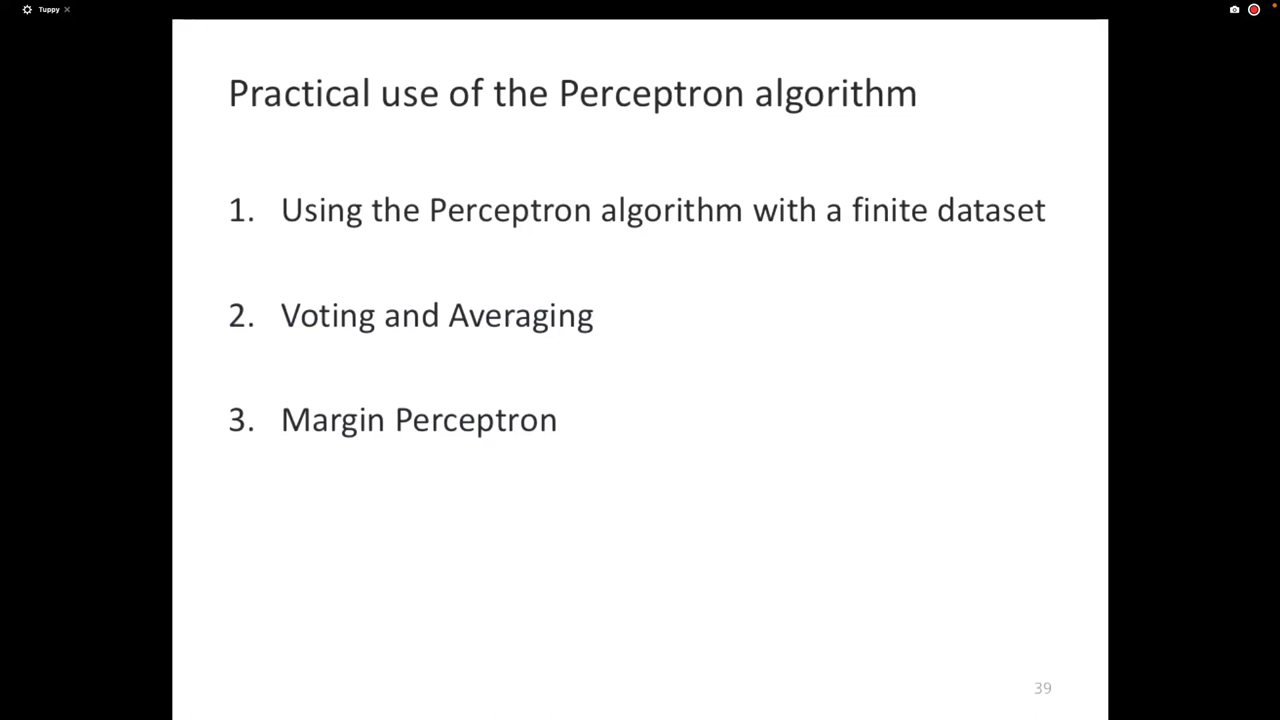 Tuppy
Practical use of the Perceptron algorithm
1. Using the Perceptron algorithm with a finite dataset
2. Voting and Averaging
3. Margin Perceptron
39